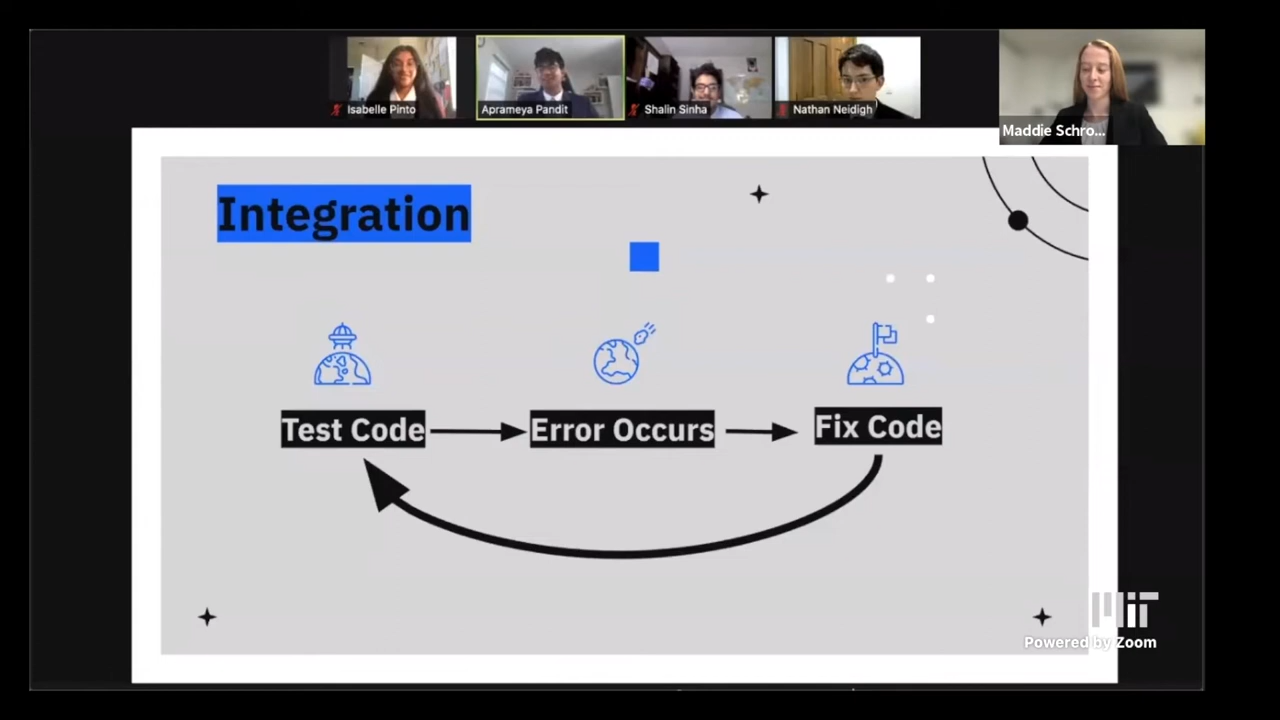 Isabelle Pinto
Aprameya Pandit
Shalin Sinha
Nathan Neidigh
Maddie Schro...
Integration
Test Code
Error Occurs
Fix Code
MIT
Powered by Zoom